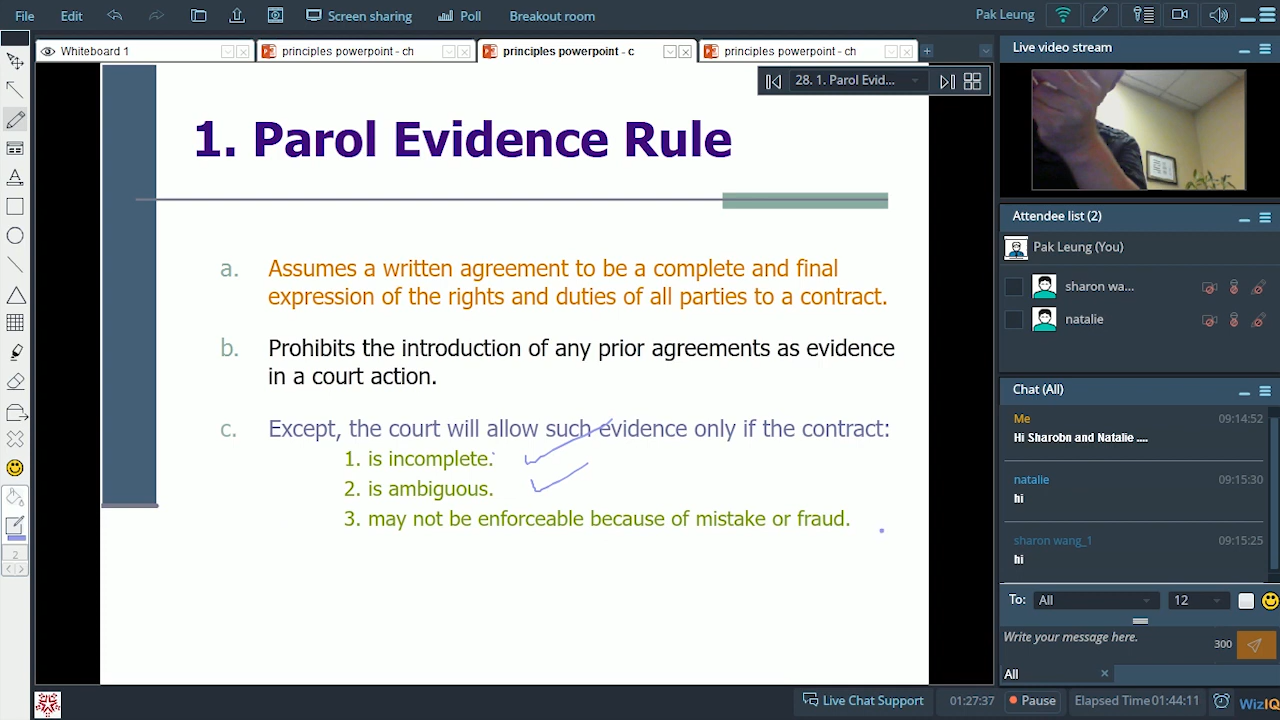 File Edit Screen sharing Poll Breakout room Pak Leung
Whiteboard 1 principles powerpoint - ch principles powerpoint - c principles powerpoint - ch
28. 1. Parol Evid...
1. Parol Evidence Rule
a. Assumes a written agreement to be a complete and final
expression of the rights and duties of all parties to a contract.
b. Prohibits the introduction of any prior agreements as evidence
in a court action.
c. Except, the court will allow such evidence only if the contract:
1. is incomplete.
2. is ambiguous.
3. may not be enforceable because of mistake or fraud.
2
Live video stream
Attendee list (2)
Pak Leung (You)
sharon wa...
natalie
Chat (All)
Me 09:14:52
Hi Sharobn and Natalie ....
natalie 09:15:30
hi
sharon wang_1 09:15:25
hi
To: All 12
Write your message here. 300
All
Live Chat Support 01:27:37 Pause Elapsed Time 01:44:11 WizIQ